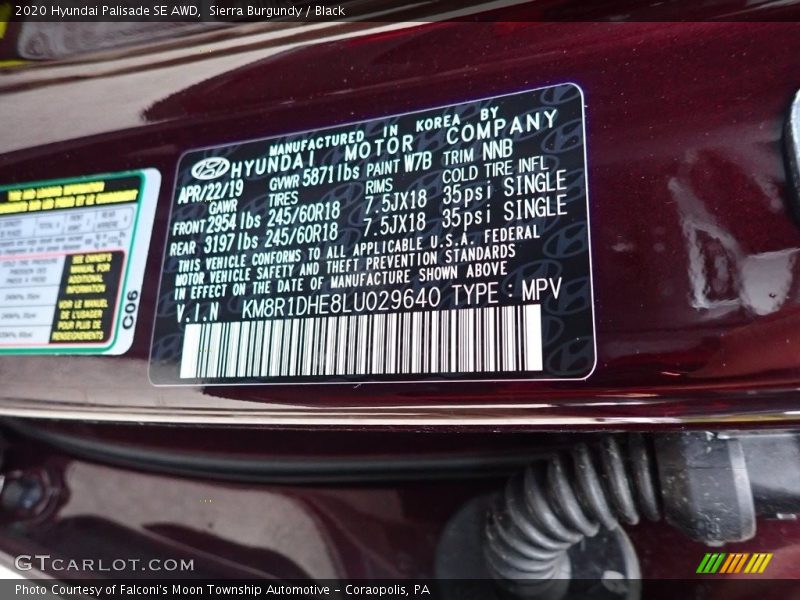 2020 Hyundai Palisade SE AWD, Sierra Burgundy / Black
MANUFACTURED IN KOREA BY
HYUNDAI MOTOR COMPANY
APR/22/19 GVWR 5871lbs PAINT W7B TRIM NNB
GAWR TIRES RIMS COLD TIRE INFL
FRONT 2954 lbs 245/60R18 7.5JX18 35psi SINGLE
REAR 3197 lbs 245/60R18 7.5JX18 35psi SINGLE
THIS VEHICLE CONFORMS TO ALL APPLICABLE U.S.A. FEDERAL
MOTOR VEHICLE SAFETY AND THEFT PREVENTION STANDARDS
IN EFFECT ON THE DATE OF MANUFACTURE SHOWN ABOVE
V.I.N KM8R1DHE8LU029640 TYPE : MPV
SEE OWNER'S
MANUAL FOR
ADDITIONAL
INFORMATION
VOIR LE MANUEL
DE L'USAGER
POUR PLUS DE
RENSEIGNEMENTS
C06
GTCARLOT.COM
Photo Courtesy of Falconi's Moon Township Automotive - Coraopolis, PA